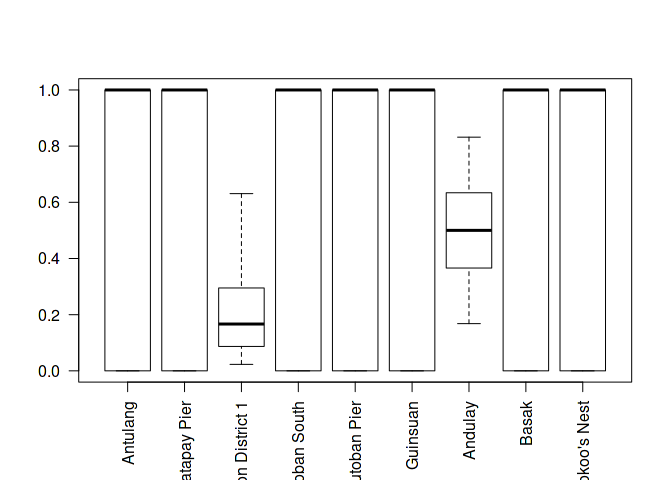 1.0
0.8
0.6
0.4
0.2
0.0
Antulang
atapay Pier
on District 1
oban South
utoban Pier
Guinsuan
Andulay
Basak
okoo's Nest